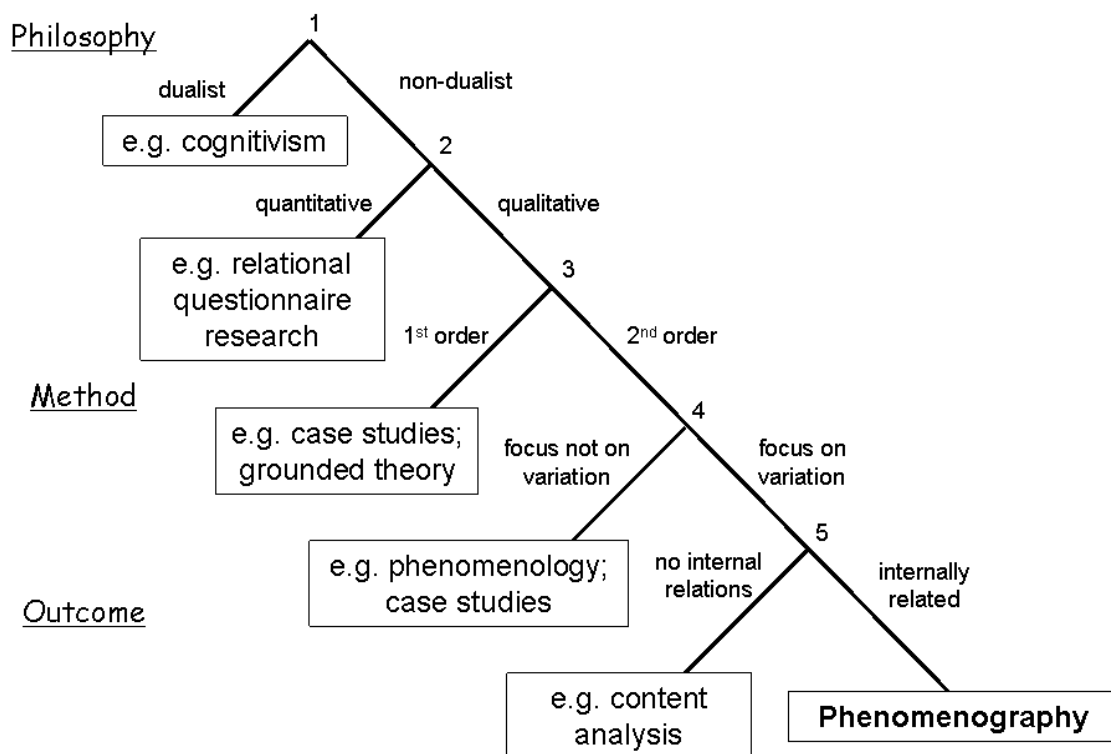 1
Philosophy
dualist
non-dualist
e.g. cognitivism
2
quantitative
qualitative
e.g. relational
questionnaire
research
3
1st order
2nd order
Method
e.g. case studies;
grounded theory
4
focus not on
variation
focus on
variation
e.g. phenomenology;
case studies
5
no internal
relations
internally
related
Outcome
e.g. content
analysis
Phenomenography